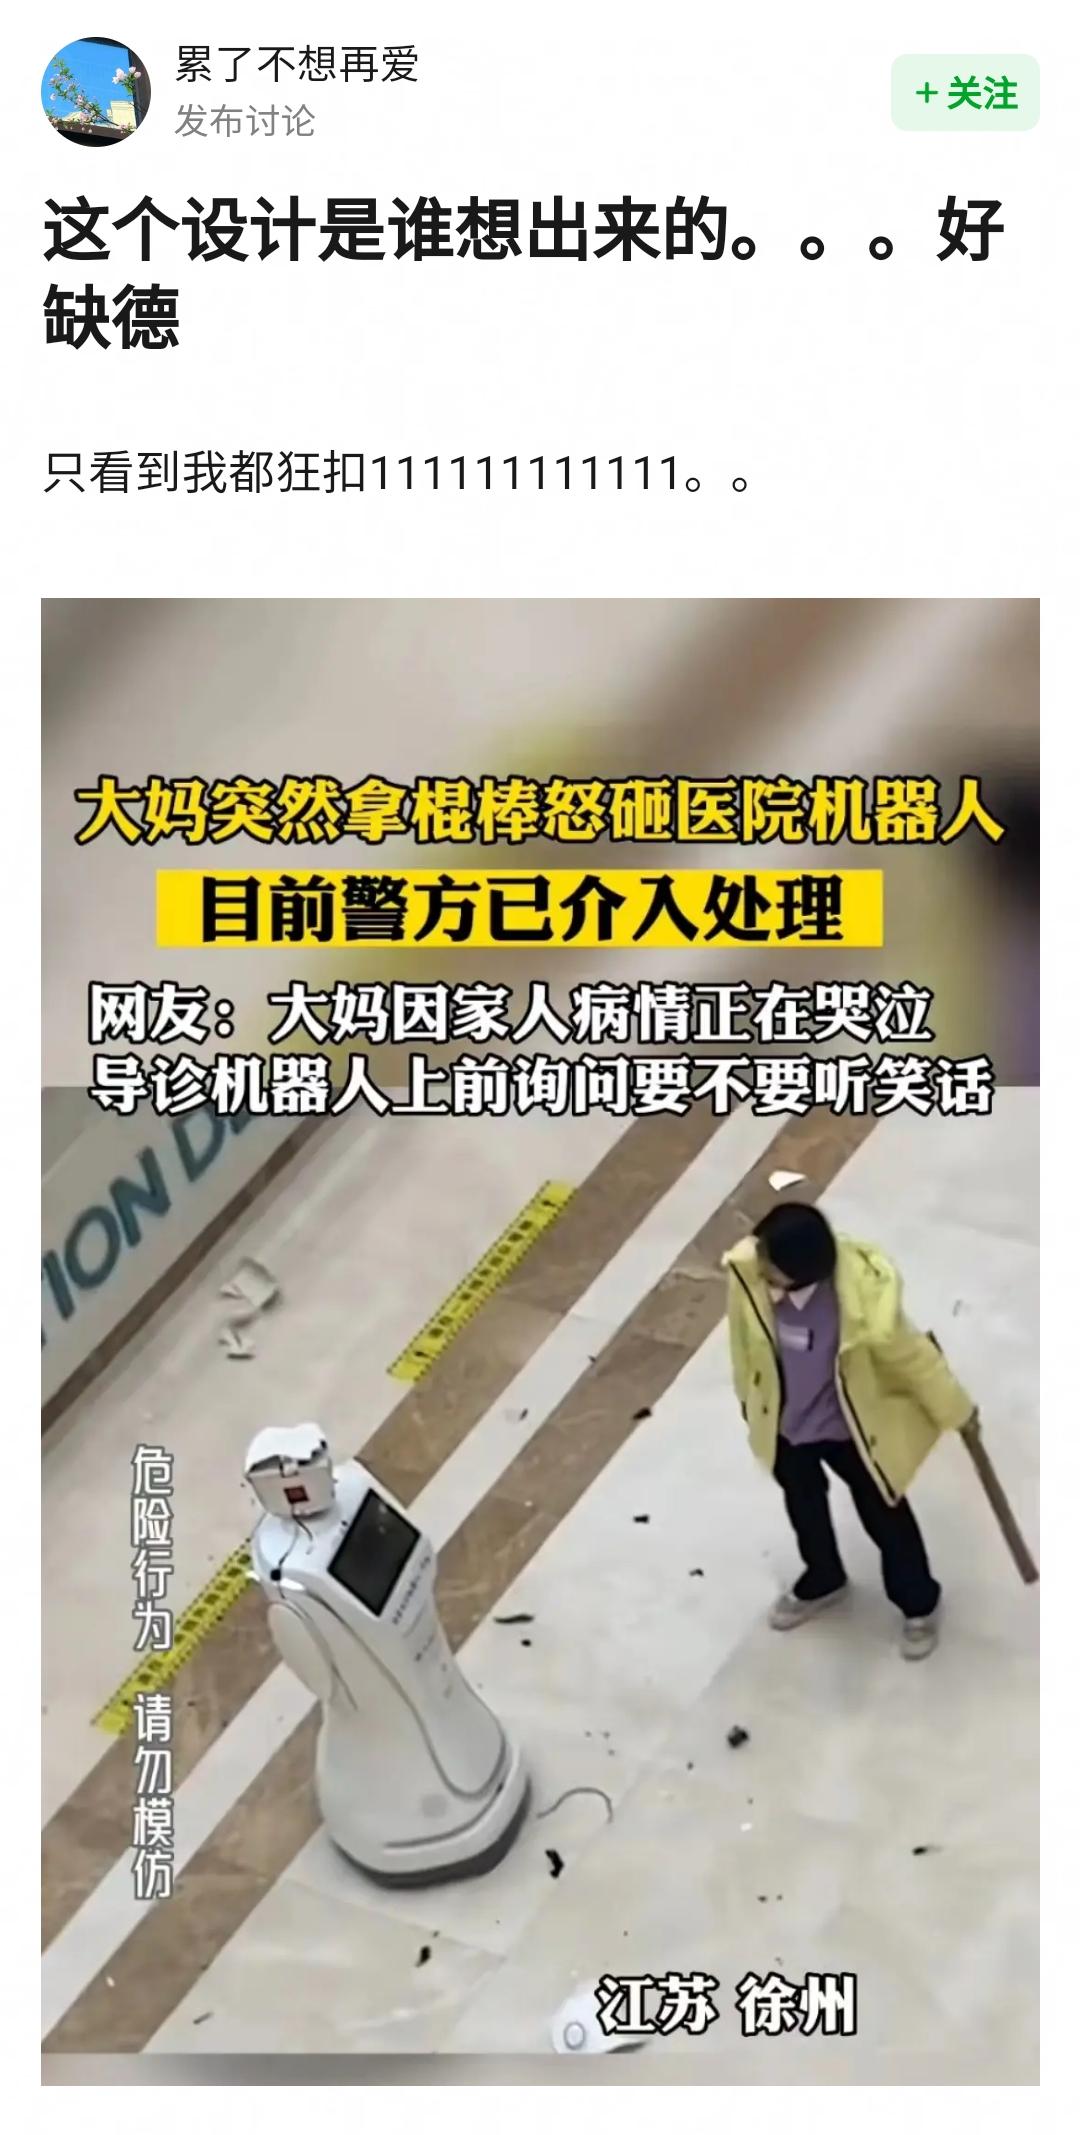 累了不想再爱
发布讨论
+ 关注
这个设计是谁想出来的。。。好
缺德
只看到我都狂扣111111111111。。
大妈突然拿棍棒怒砸医院机器人
目前警方已介入处理
网友：大妈因家人病情正在哭泣
导诊机器人上前询问要不要听笑话
TION DE
危险行为 请勿模仿
江苏 徐州